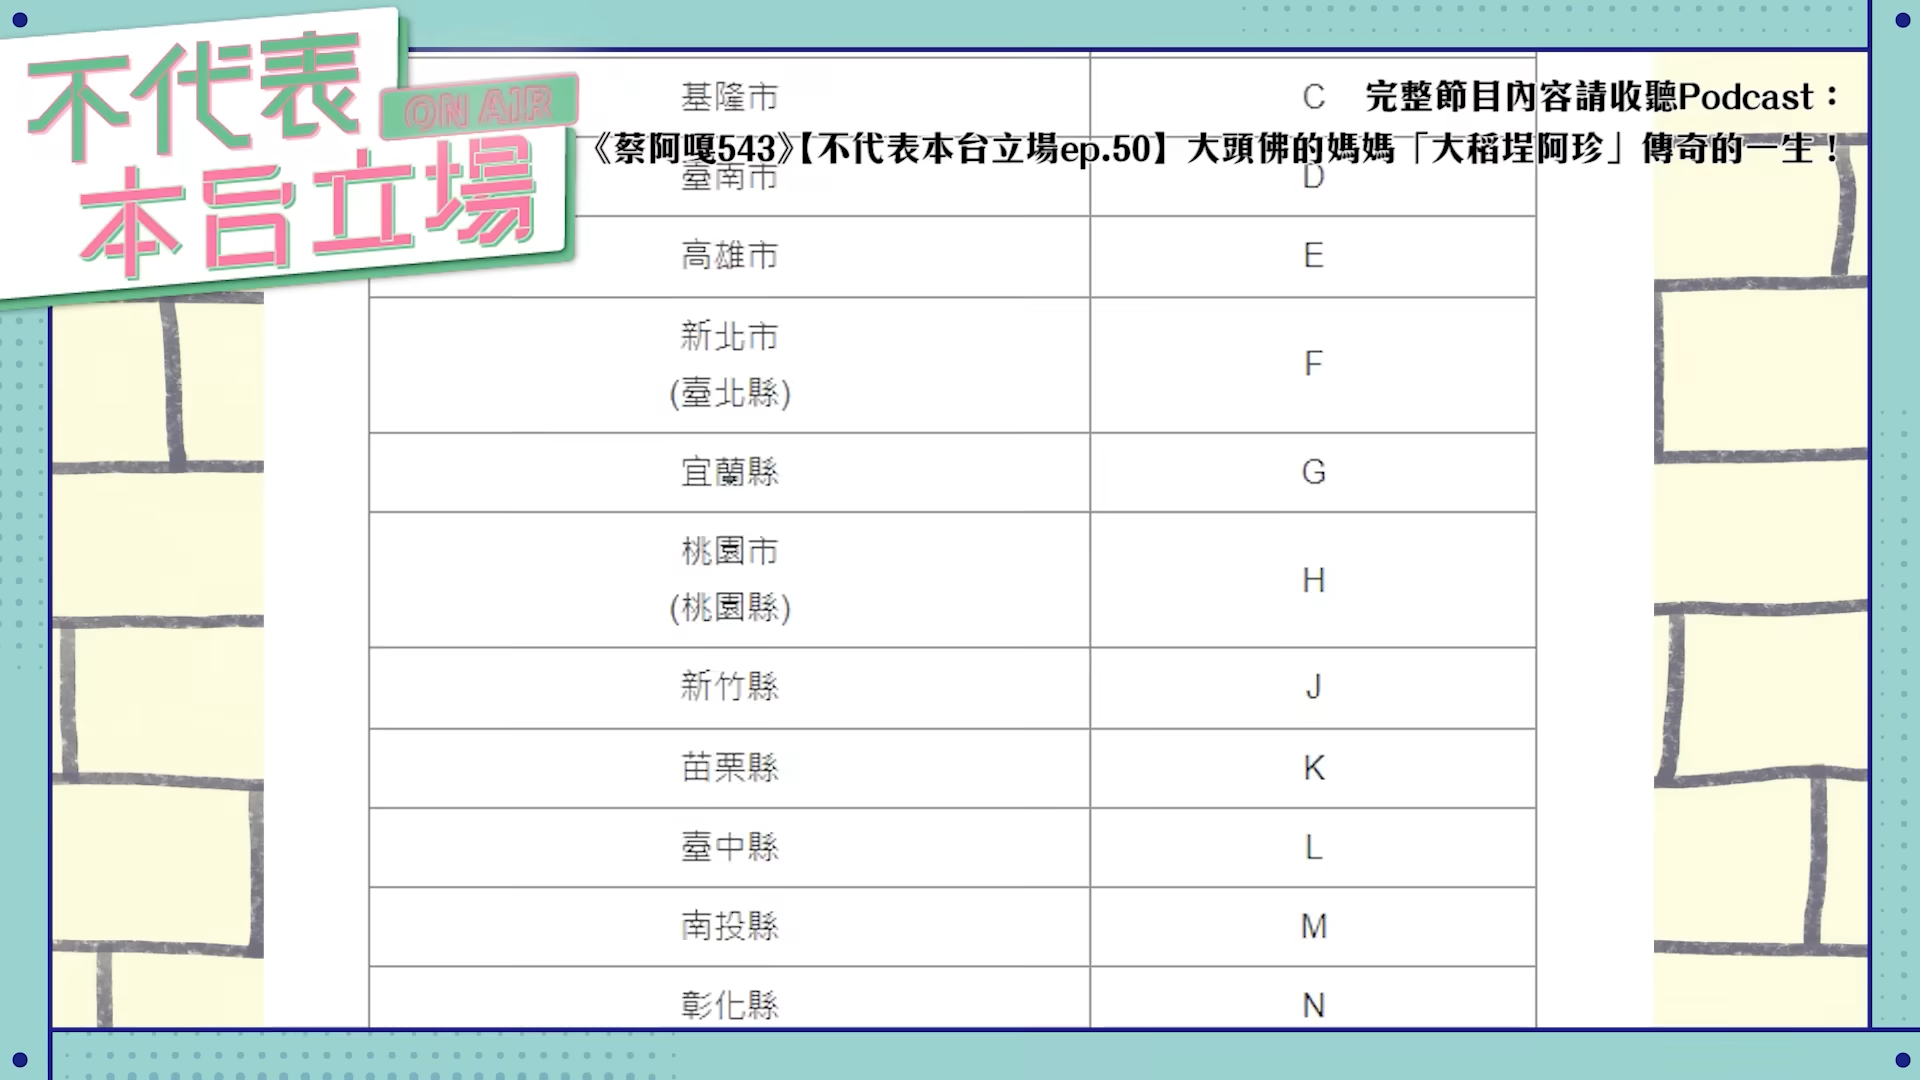 不代表
ON AIR
本台立場
完整節目內容請收聽Podcast：
《蔡阿嘎543》【不代表本台立場ep.50】大頭佛的媽媽「大稻埕阿珍」傳奇的一生！
基隆市 C
臺南市 D
高雄市 E
新北市
(臺北縣) F
宜蘭縣 G
桃園市
(桃園縣) H
新竹縣 J
苗栗縣 K
臺中縣 L
南投縣 M
彰化縣 N